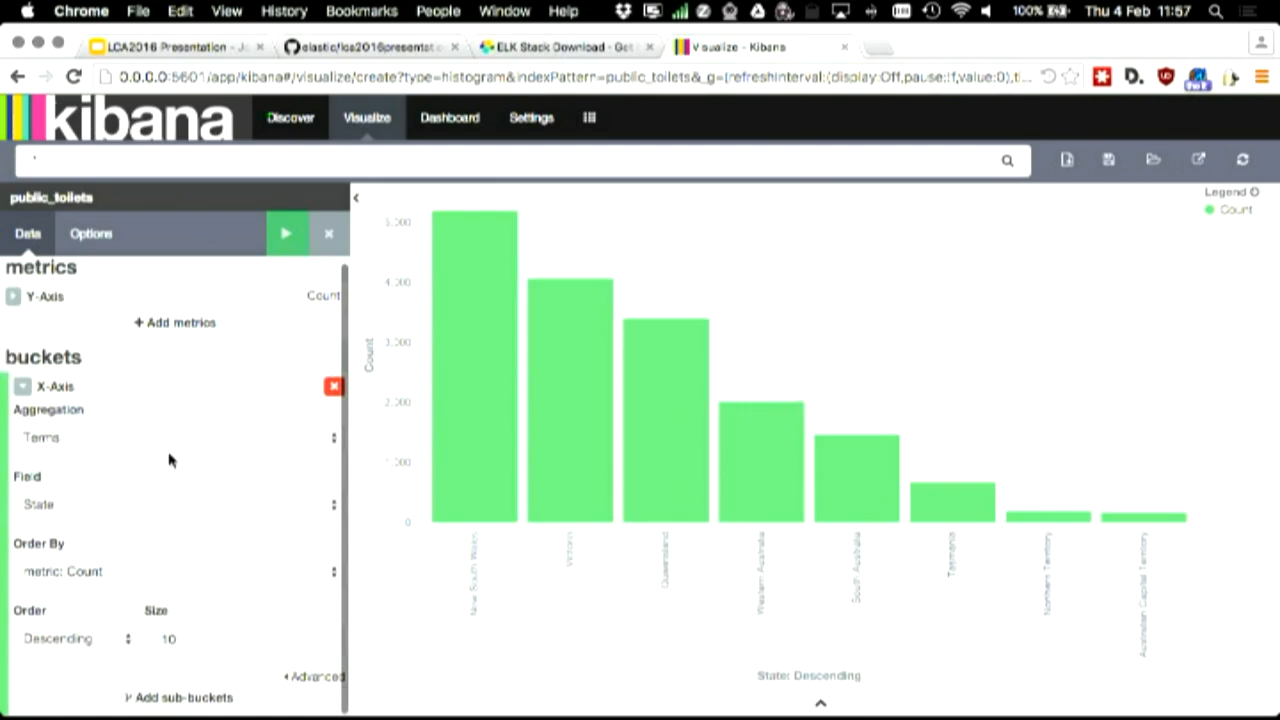 Chrome File Edit View History Bookmarks People Window Help 100% Thu 4 Feb 11:57
LCA2016 Presentation - ELK Stack Download - Get Visualize - Kibana
0.0.0.0:5601/app/kibana#/visualize/create?type=histogram&indexPattern=public_toilets&_g=(refreshInterval:(display:Off,pause:!f,value:0),t...
kibana Discover Visualize Dashboard Settings
public_toilets
Legend
Data Options
Count
metrics
Y-Axis Count
+ Add metrics
buckets
X-Axis
Aggregation
Terms
Field
State
Order By
metric: Count
Order Size
Descending 10
Advanced
Add sub-buckets
5,000
4,000
3,000
2,000
1,000
0
Count
New South Wales
Victoria
Queensland
Western Australia
South Australia
Tasmania
Northern Territory
Australian Capital Territory
State: Descending